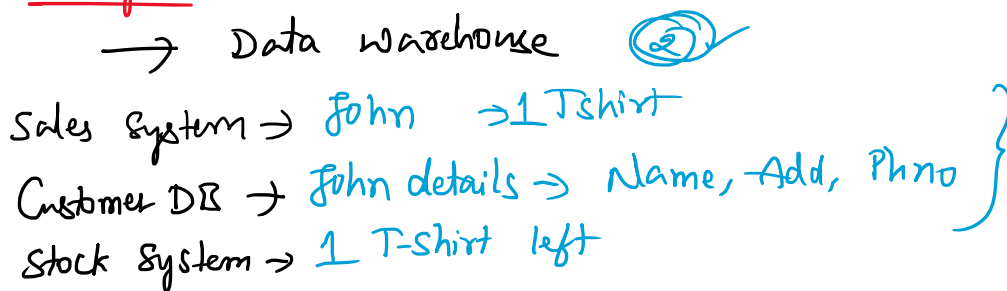 → Data warehouse 2
Sales System → John → 1 Tshirt
Customer DB → John details → Name, Add, Phno }
Stock System → 1 T-Shirt left